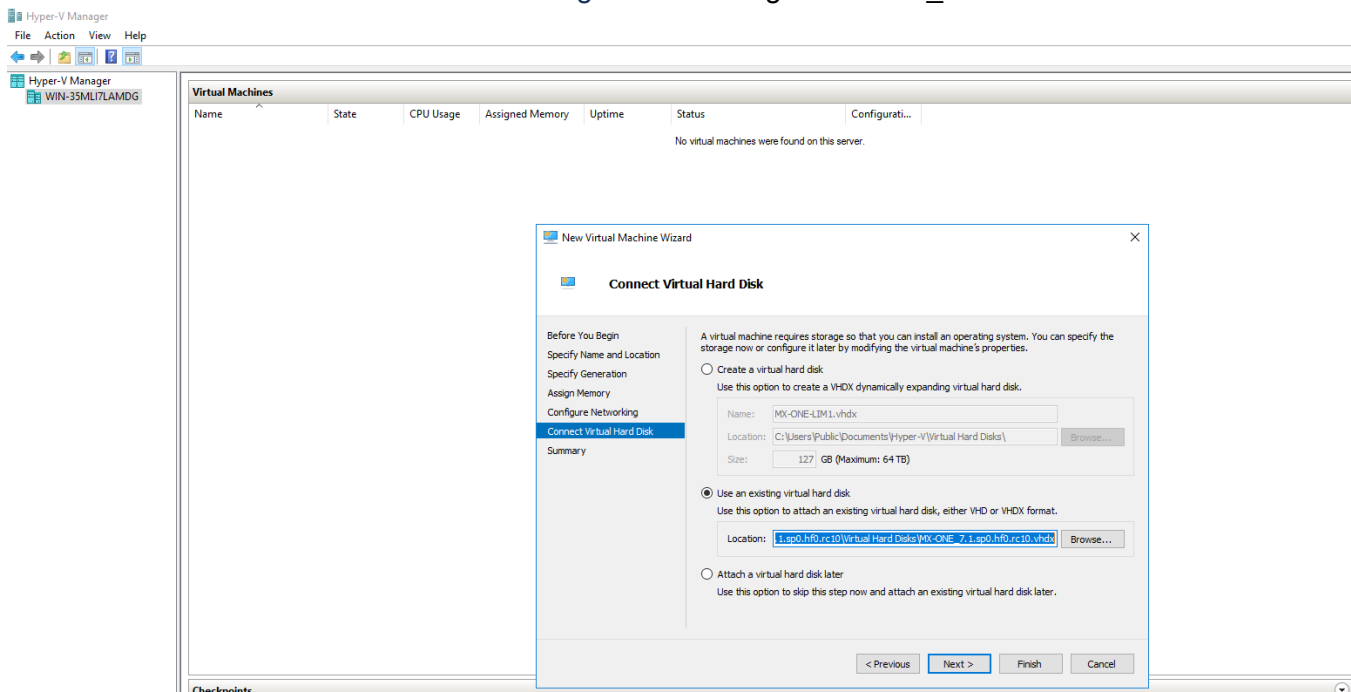 Hyper-V Manager
File Action View Help
Hyper-V Manager
WIN-35MLI7LAMDG
Virtual Machines
Name State CPU Usage Assigned Memory Uptime Status Configurati...
No virtual machines were found on this server.
New Virtual Machine Wizard
Connect Virtual Hard Disk
Before You Begin
Specify Name and Location
Specify Generation
Assign Memory
Configure Networking
Connect Virtual Hard Disk
Summary
A virtual machine requires storage so that you can install an operating system. You can specify the
storage now or configure it later by modifying the virtual machine's properties.
Create a virtual hard disk
Use this option to create a VHDX dynamically expanding virtual hard disk.
Name: MX-ONE-LIM1.vhdx
Location: C:\Users\Public\Documents\Hyper-V\Virtual Hard Disks\ Browse...
Size: 127 GB (Maximum: 64 TB)
Use an existing virtual hard disk
Use this option to attach an existing virtual hard disk, either VHD or VHDX format.
Location: .1.sp0.hf0.rc10\Virtual Hard Disks\MX-ONE_7.1.sp0.hf0.rc10.vhdx Browse...
Attach a virtual hard disk later
Use this option to skip this step now and attach an existing virtual hard disk later.
< Previous Next > Finish Cancel
Checkpoints